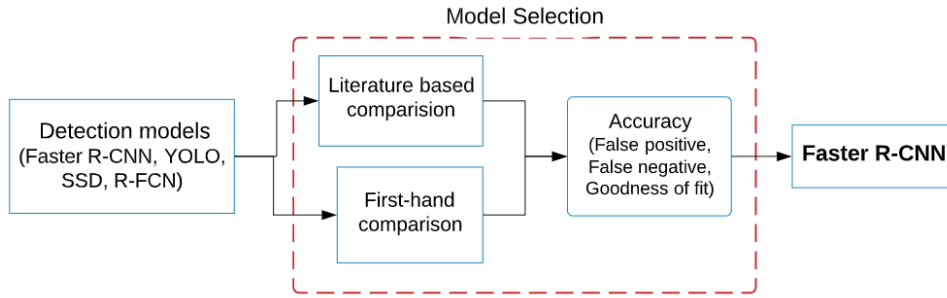 Model Selection
Detection models
(Faster R-CNN, YOLO,
SSD, R-FCN)
Literature based
comparision
First-hand
comparison
Accuracy
(False positive,
False negative,
Goodness of fit)
Faster R-CNN